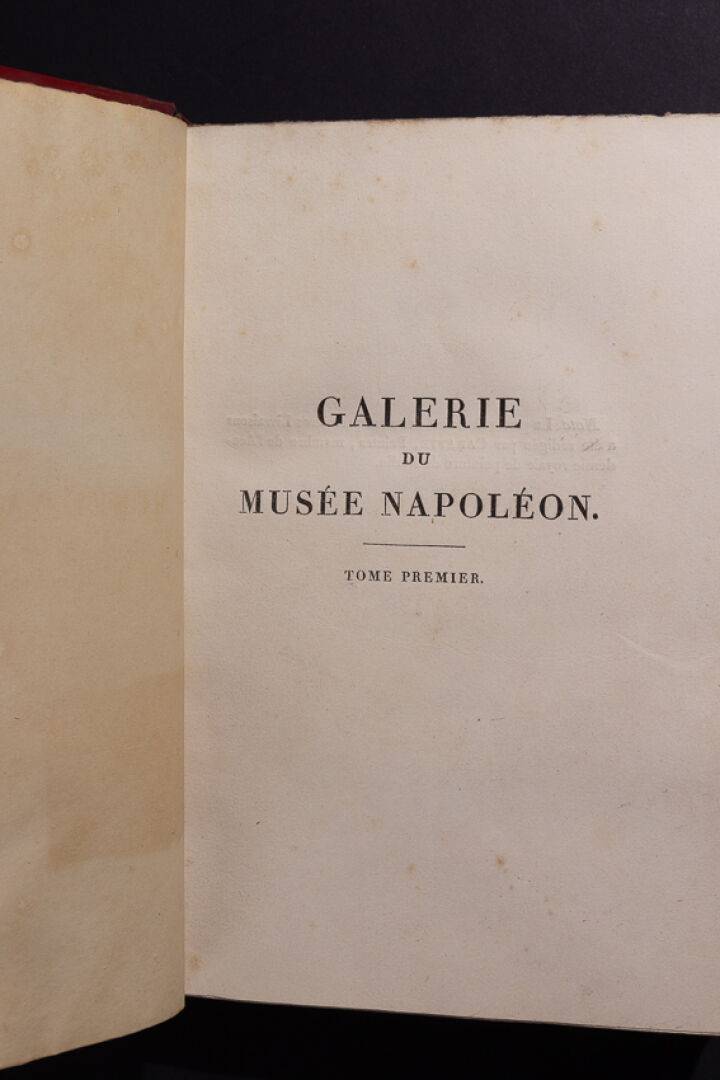 GALERIE
DU
MUSÉE NAPOLÉON.
TOME PREMIER.